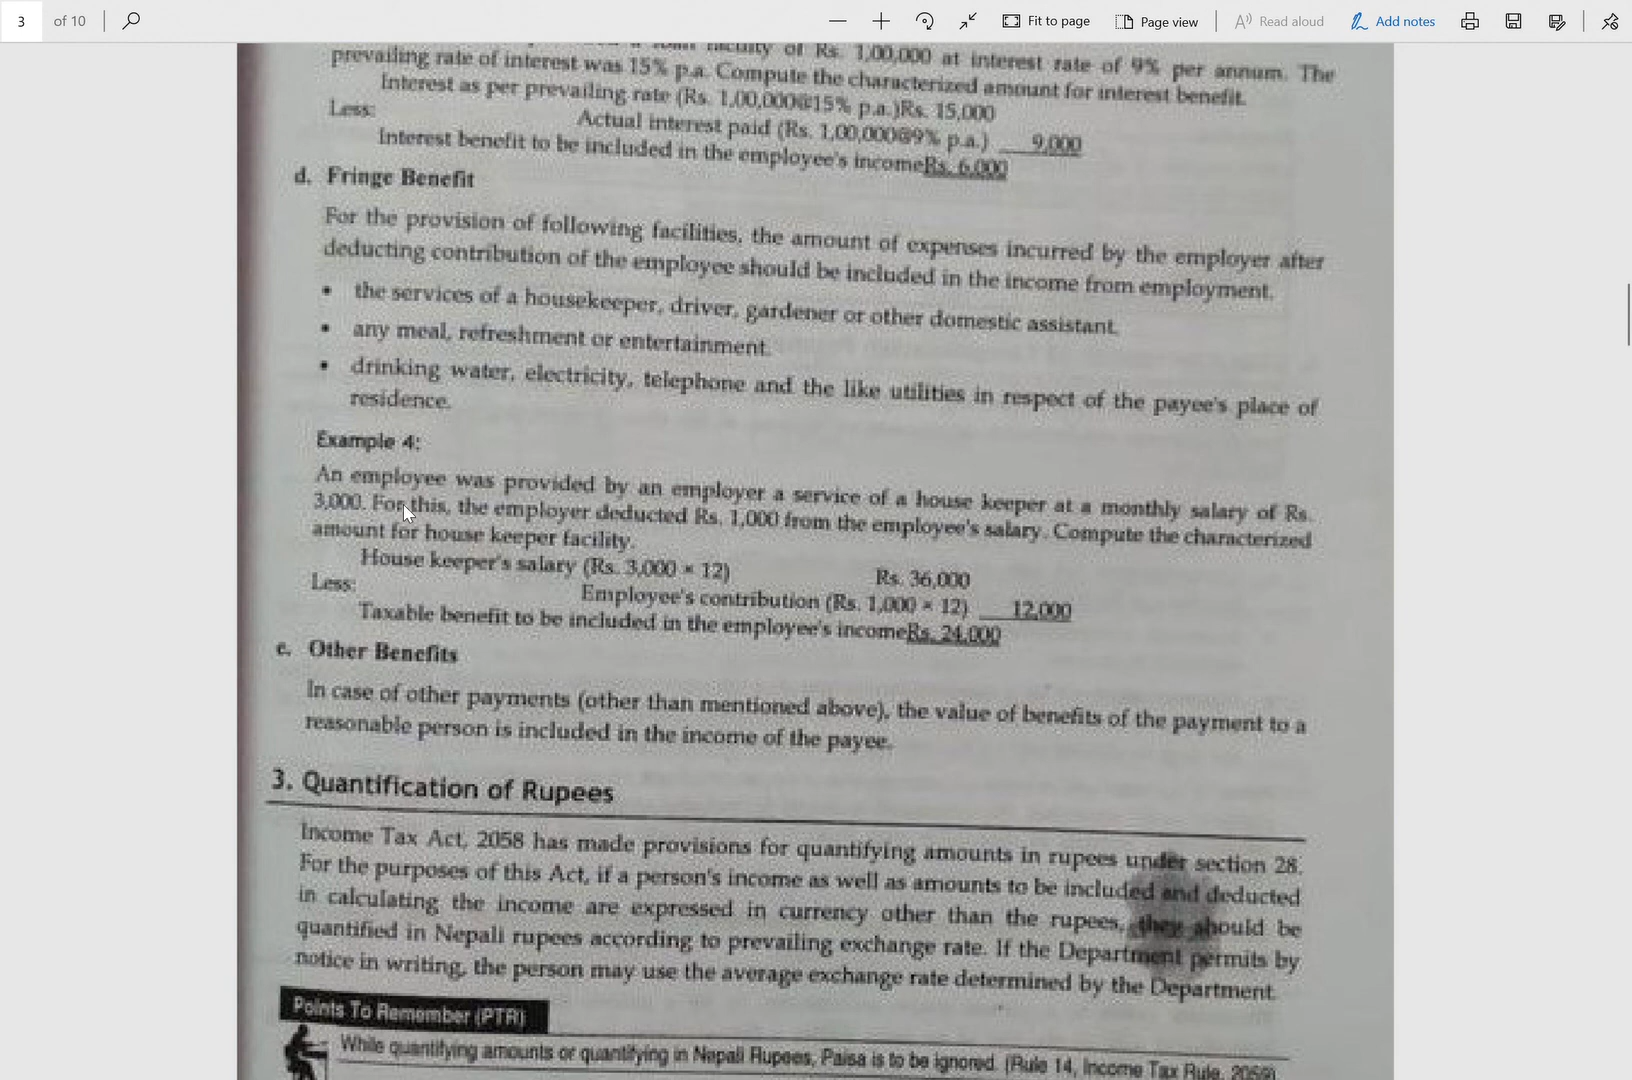 3 of 10
Fit to page
Page view
Read aloud
Add notes
facility of Rs. 1,00,000 at interest rate of 9% per annum. The
prevailing rate of interest was 15% p.a. Compute the characterized amount for interest benefit.
Interest as per prevailing rate (Rs. 1,00,000@15% p.a.)Rs. 15,000
Less: Actual interest paid (Rs. 1,00,000@9% p.a.) 9,000
Interest benefit to be included in the employee's incomeRs. 6,000
d. Fringe Benefit
For the provision of following facilities, the amount of expenses incurred by the employer after
deducting contribution of the employee should be included in the income from employment.
• the services of a housekeeper, driver, gardener or other domestic assistant.
• any meal, refreshment or entertainment.
• drinking water, electricity, telephone and the like utilities in respect of the payee's place of
residence.
Example 4:
An employee was provided by an employer a service of a house keeper at a monthly salary of Rs.
3,000. For this, the employer deducted Rs. 1,000 from the employee's salary. Compute the characterized
amount for house keeper facility.
House keeper's salary (Rs. 3,000 × 12) Rs. 36,000
Less: Employee's contribution (Rs. 1,000 × 12) 12,000
Taxable benefit to be included in the employee's incomeRs. 24,000
e. Other Benefits
In case of other payments (other than mentioned above), the value of benefits of the payment to a
reasonable person is included in the income of the payee.
3. Quantification of Rupees
Income Tax Act, 2058 has made provisions for quantifying amounts in rupees under section 28.
For the purposes of this Act, if a person's income as well as amounts to be included and deducted
in calculating the income are expressed in currency other than the rupees, they should be
quantified in Nepali rupees according to prevailing exchange rate. If the Department permits by
notice in writing, the person may use the average exchange rate determined by the Department.
Points To Remember (PTR)
While quantifying amounts or quantifying in Nepali Rupees, Paisa is to be ignored. (Rule 14, Income Tax Rule, 2059)